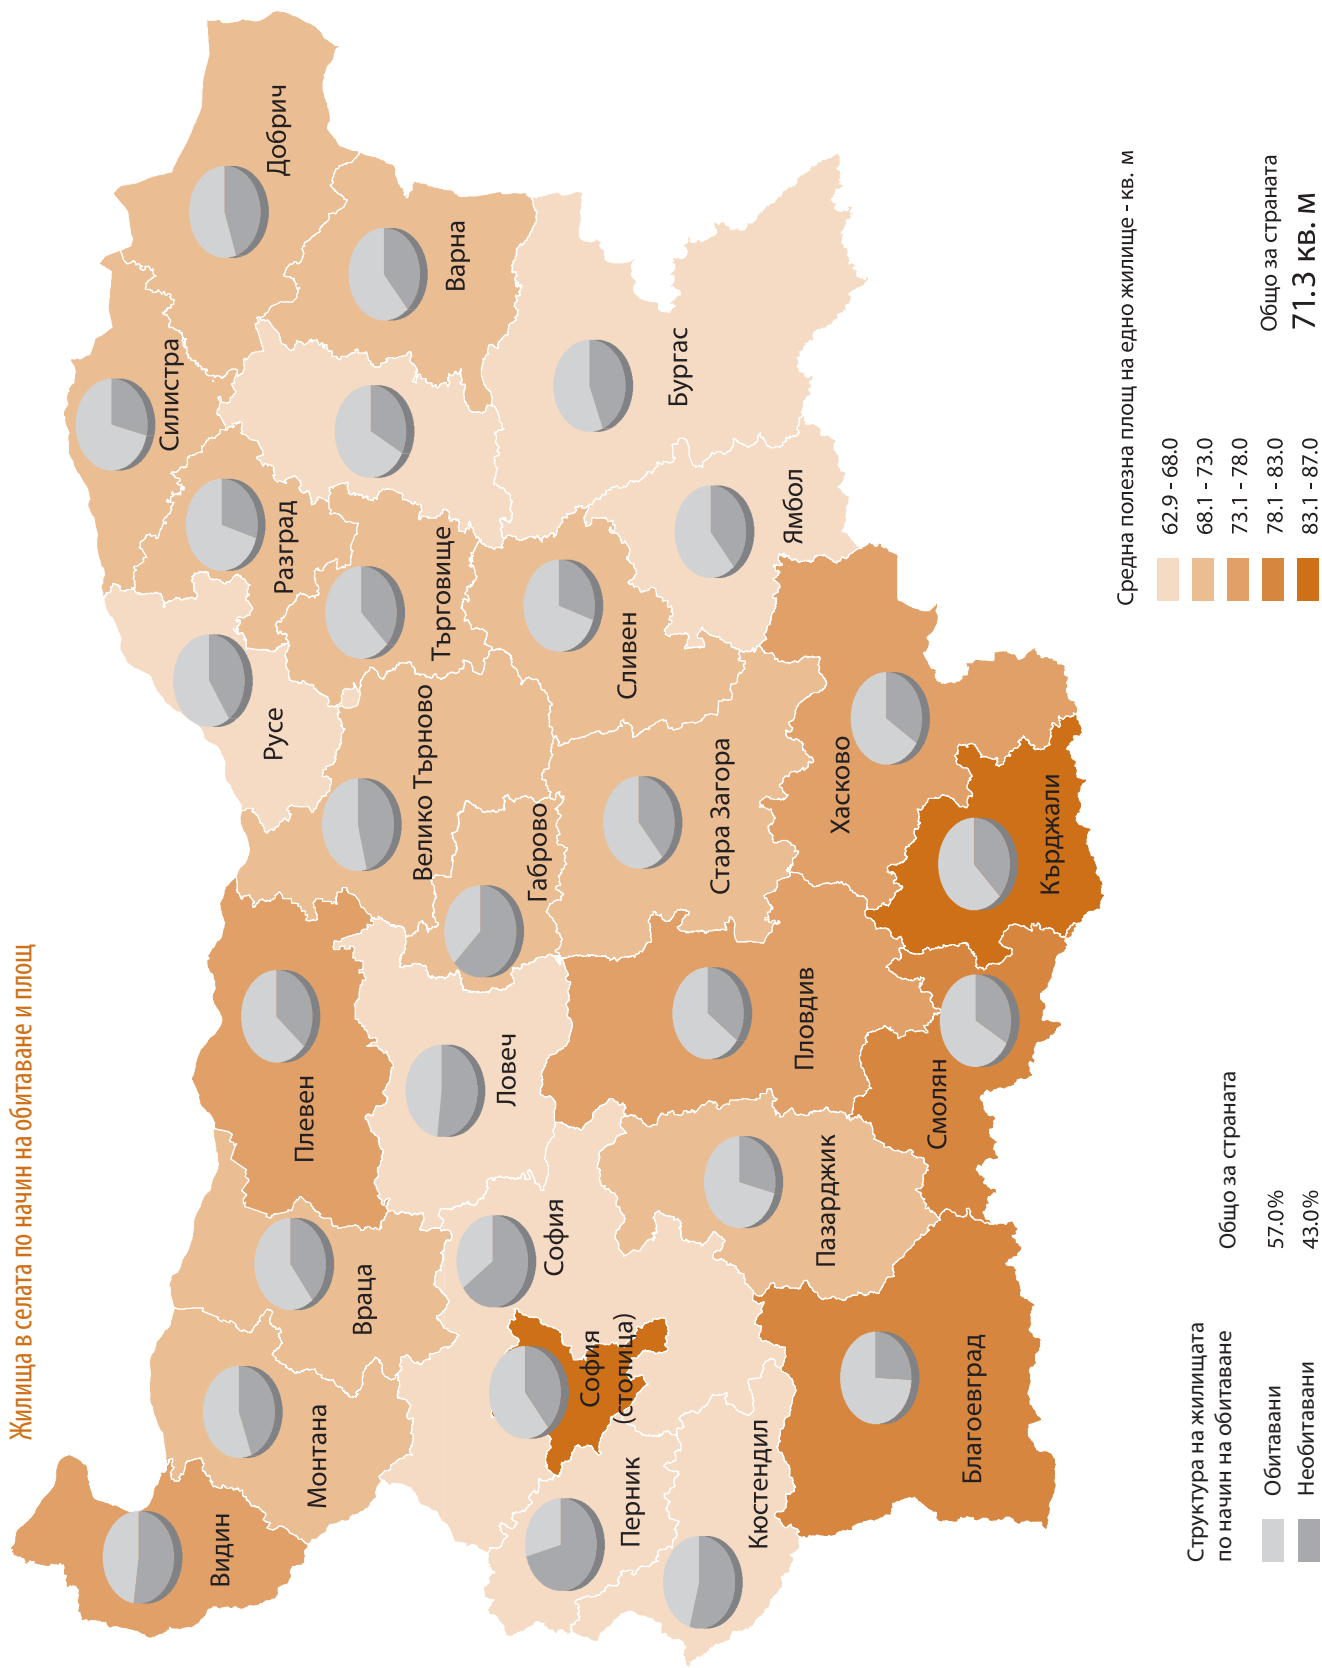 Жилища в селата по начин на обитаване и площ
Видин
Монтана
Враца
Плевен
Велико Търново
Русе
Разград
Силистра
Добрич
Варна
Търговище
Габрово
Ловеч
София
София
(столица)
Перник
Кюстендил
Благоевград
Пазарджик
Пловдив
Смолян
Стара Загора
Сливен
Ямбол
Бургас
Хасково
Кърджали
Структура на жилищата
по начин на обитаване
Общо за страната
Обитавани 57.0%
Необитавани 43.0%
Средна полезна площ на едно жилище - кв. м
62.9 - 68.0
68.1 - 73.0
73.1 - 78.0
78.1 - 83.0
83.1 - 87.0
Общо за страната
71.3 кв. м